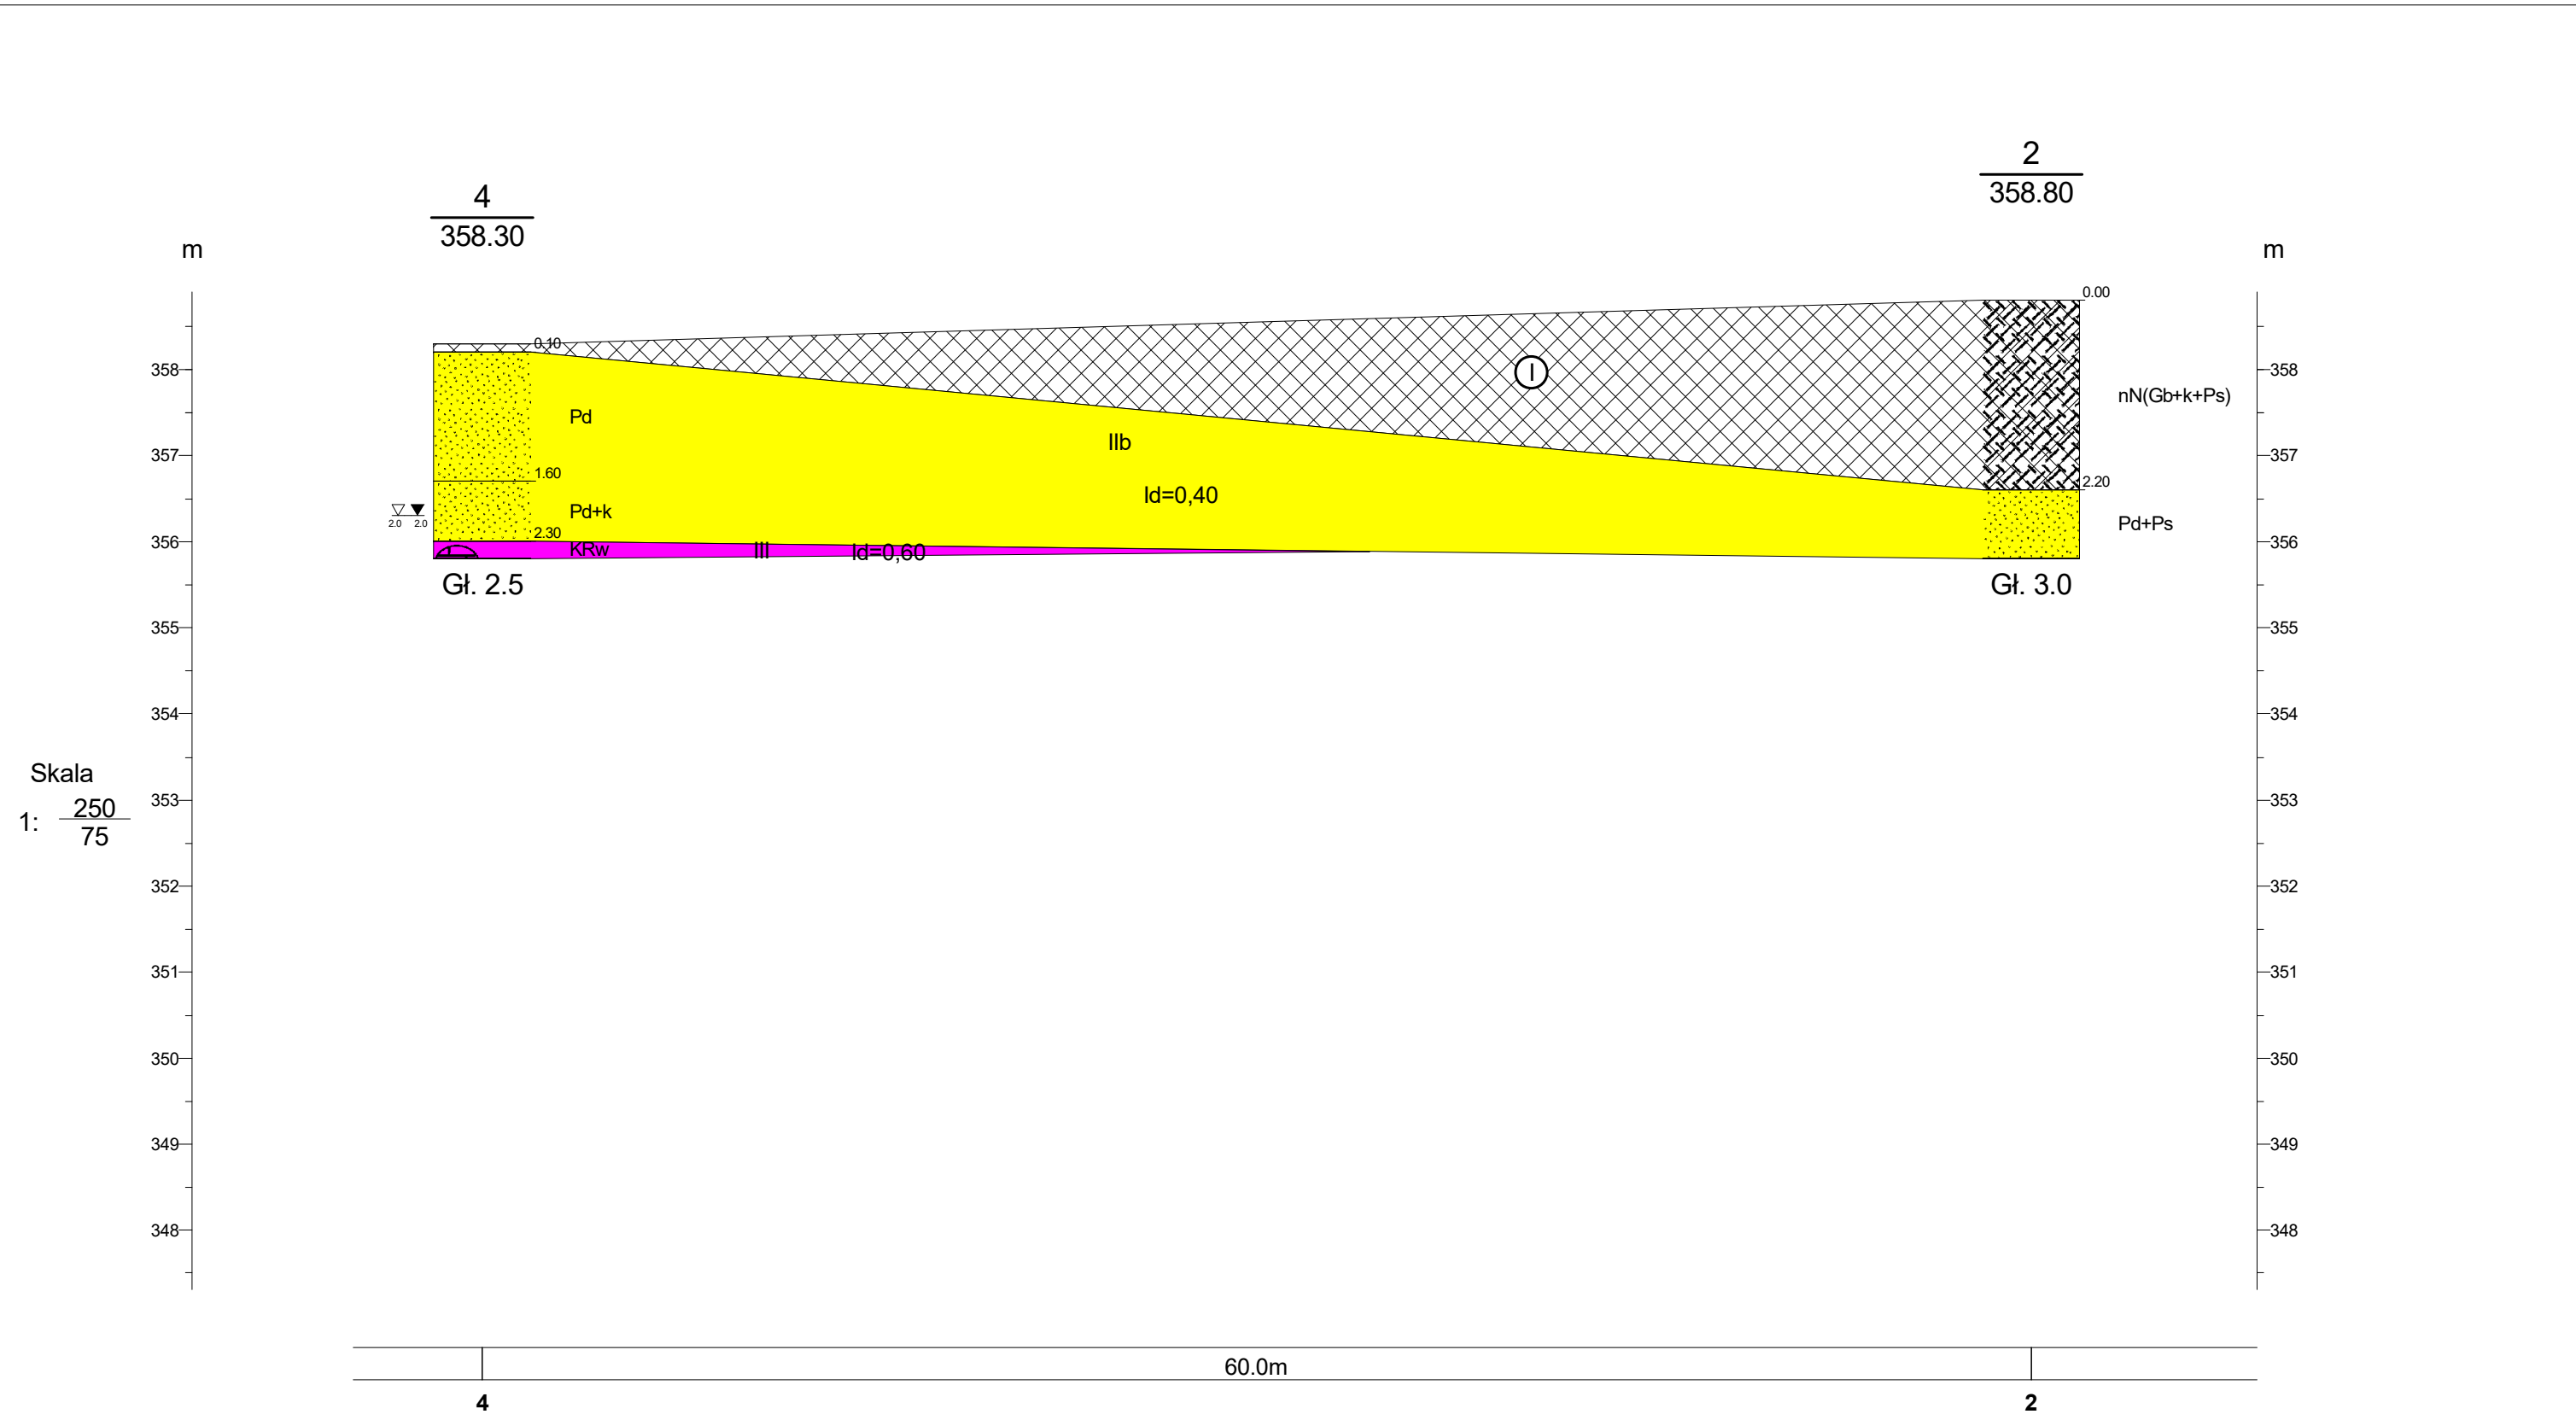 2
358.80
4
358.30
m
m
0.00
0.10
358
358
I
nN(Gb+k+Ps)
Pd
IIb
357
357
1.60
2.20
Id=0,40
Pd+k
2.0 2.0
Pd+Ps
2.30
356
356
KRw
III
Id=0,60
Gł. 2.5
Gł. 3.0
355
355
354
354
Skala
1: 250
75
353
353
352
352
351
351
350
350
349
349
348
348
60.0m
4
2